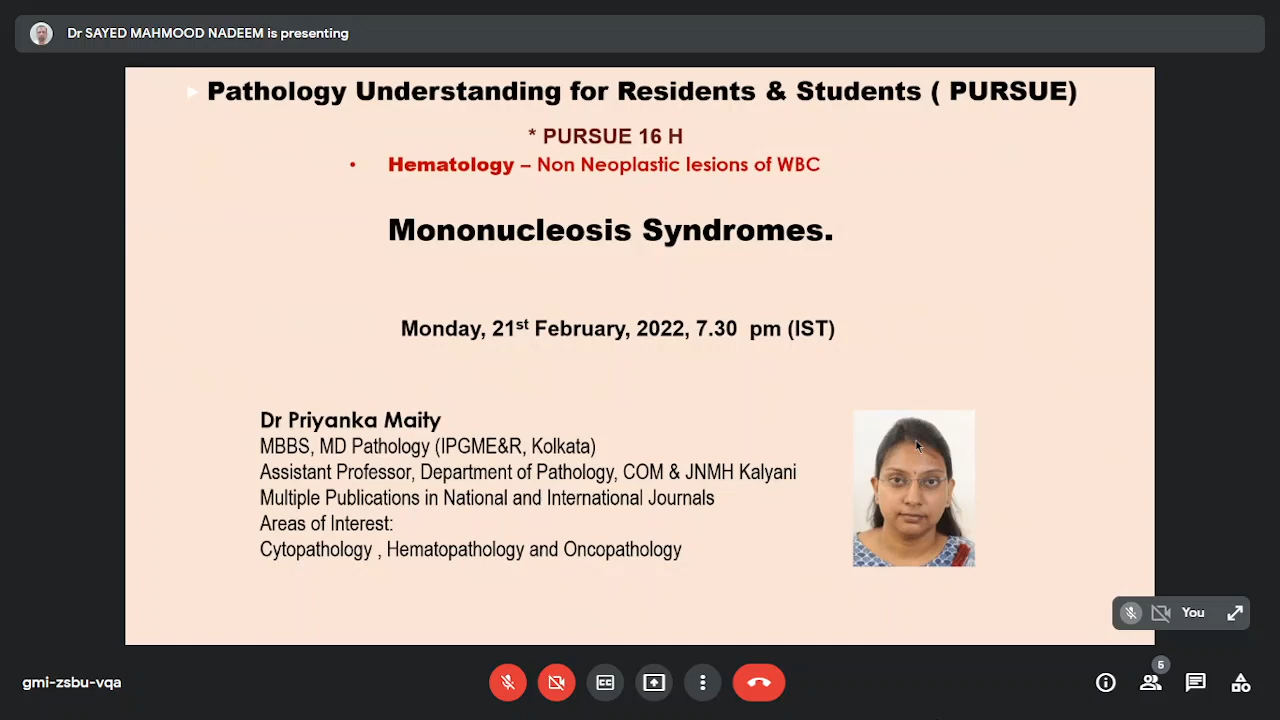 Dr SAYED MAHMOOD NADEEM is presenting
Pathology Understanding for Residents & Students ( PURSUE)
* PURSUE 16 H
• Hematology – Non Neoplastic lesions of WBC
Mononucleosis Syndromes.
Monday, 21st February, 2022, 7.30 pm (IST)
Dr Priyanka Maity
MBBS, MD Pathology (IPGME&R, Kolkata)
Assistant Professor, Department of Pathology, COM & JNMH Kalyani
Multiple Publications in National and International Journals
Areas of Interest:
Cytopathology , Hematopathology and Oncopathology
You
gmi-zsbu-vqa
CC
5